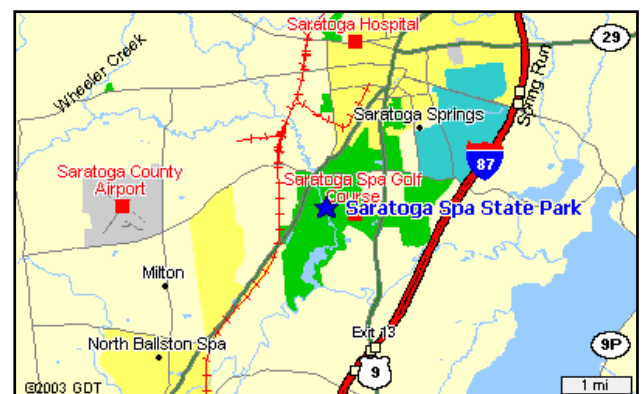 Saratoga Hospital
29
Wheeler Creek
Spring Run
Saratoga Springs
87
Saratoga County
Airport
Saratoga Spa Golf
Course
Saratoga Spa State Park
Milton
Exit 13
North Ballston Spa
9
9P
©2003 GDT
1 mi